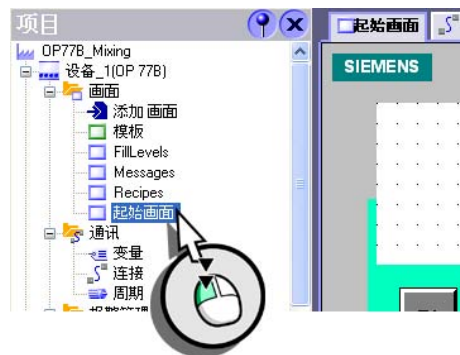 项目
OP77B_Mixing
设备_1(OP 77B)
画面
添加 画面
模板
FillLevels
Messages
Recipes
起始画面
通讯
变量
连接
周期
起始画面
SIEMENS